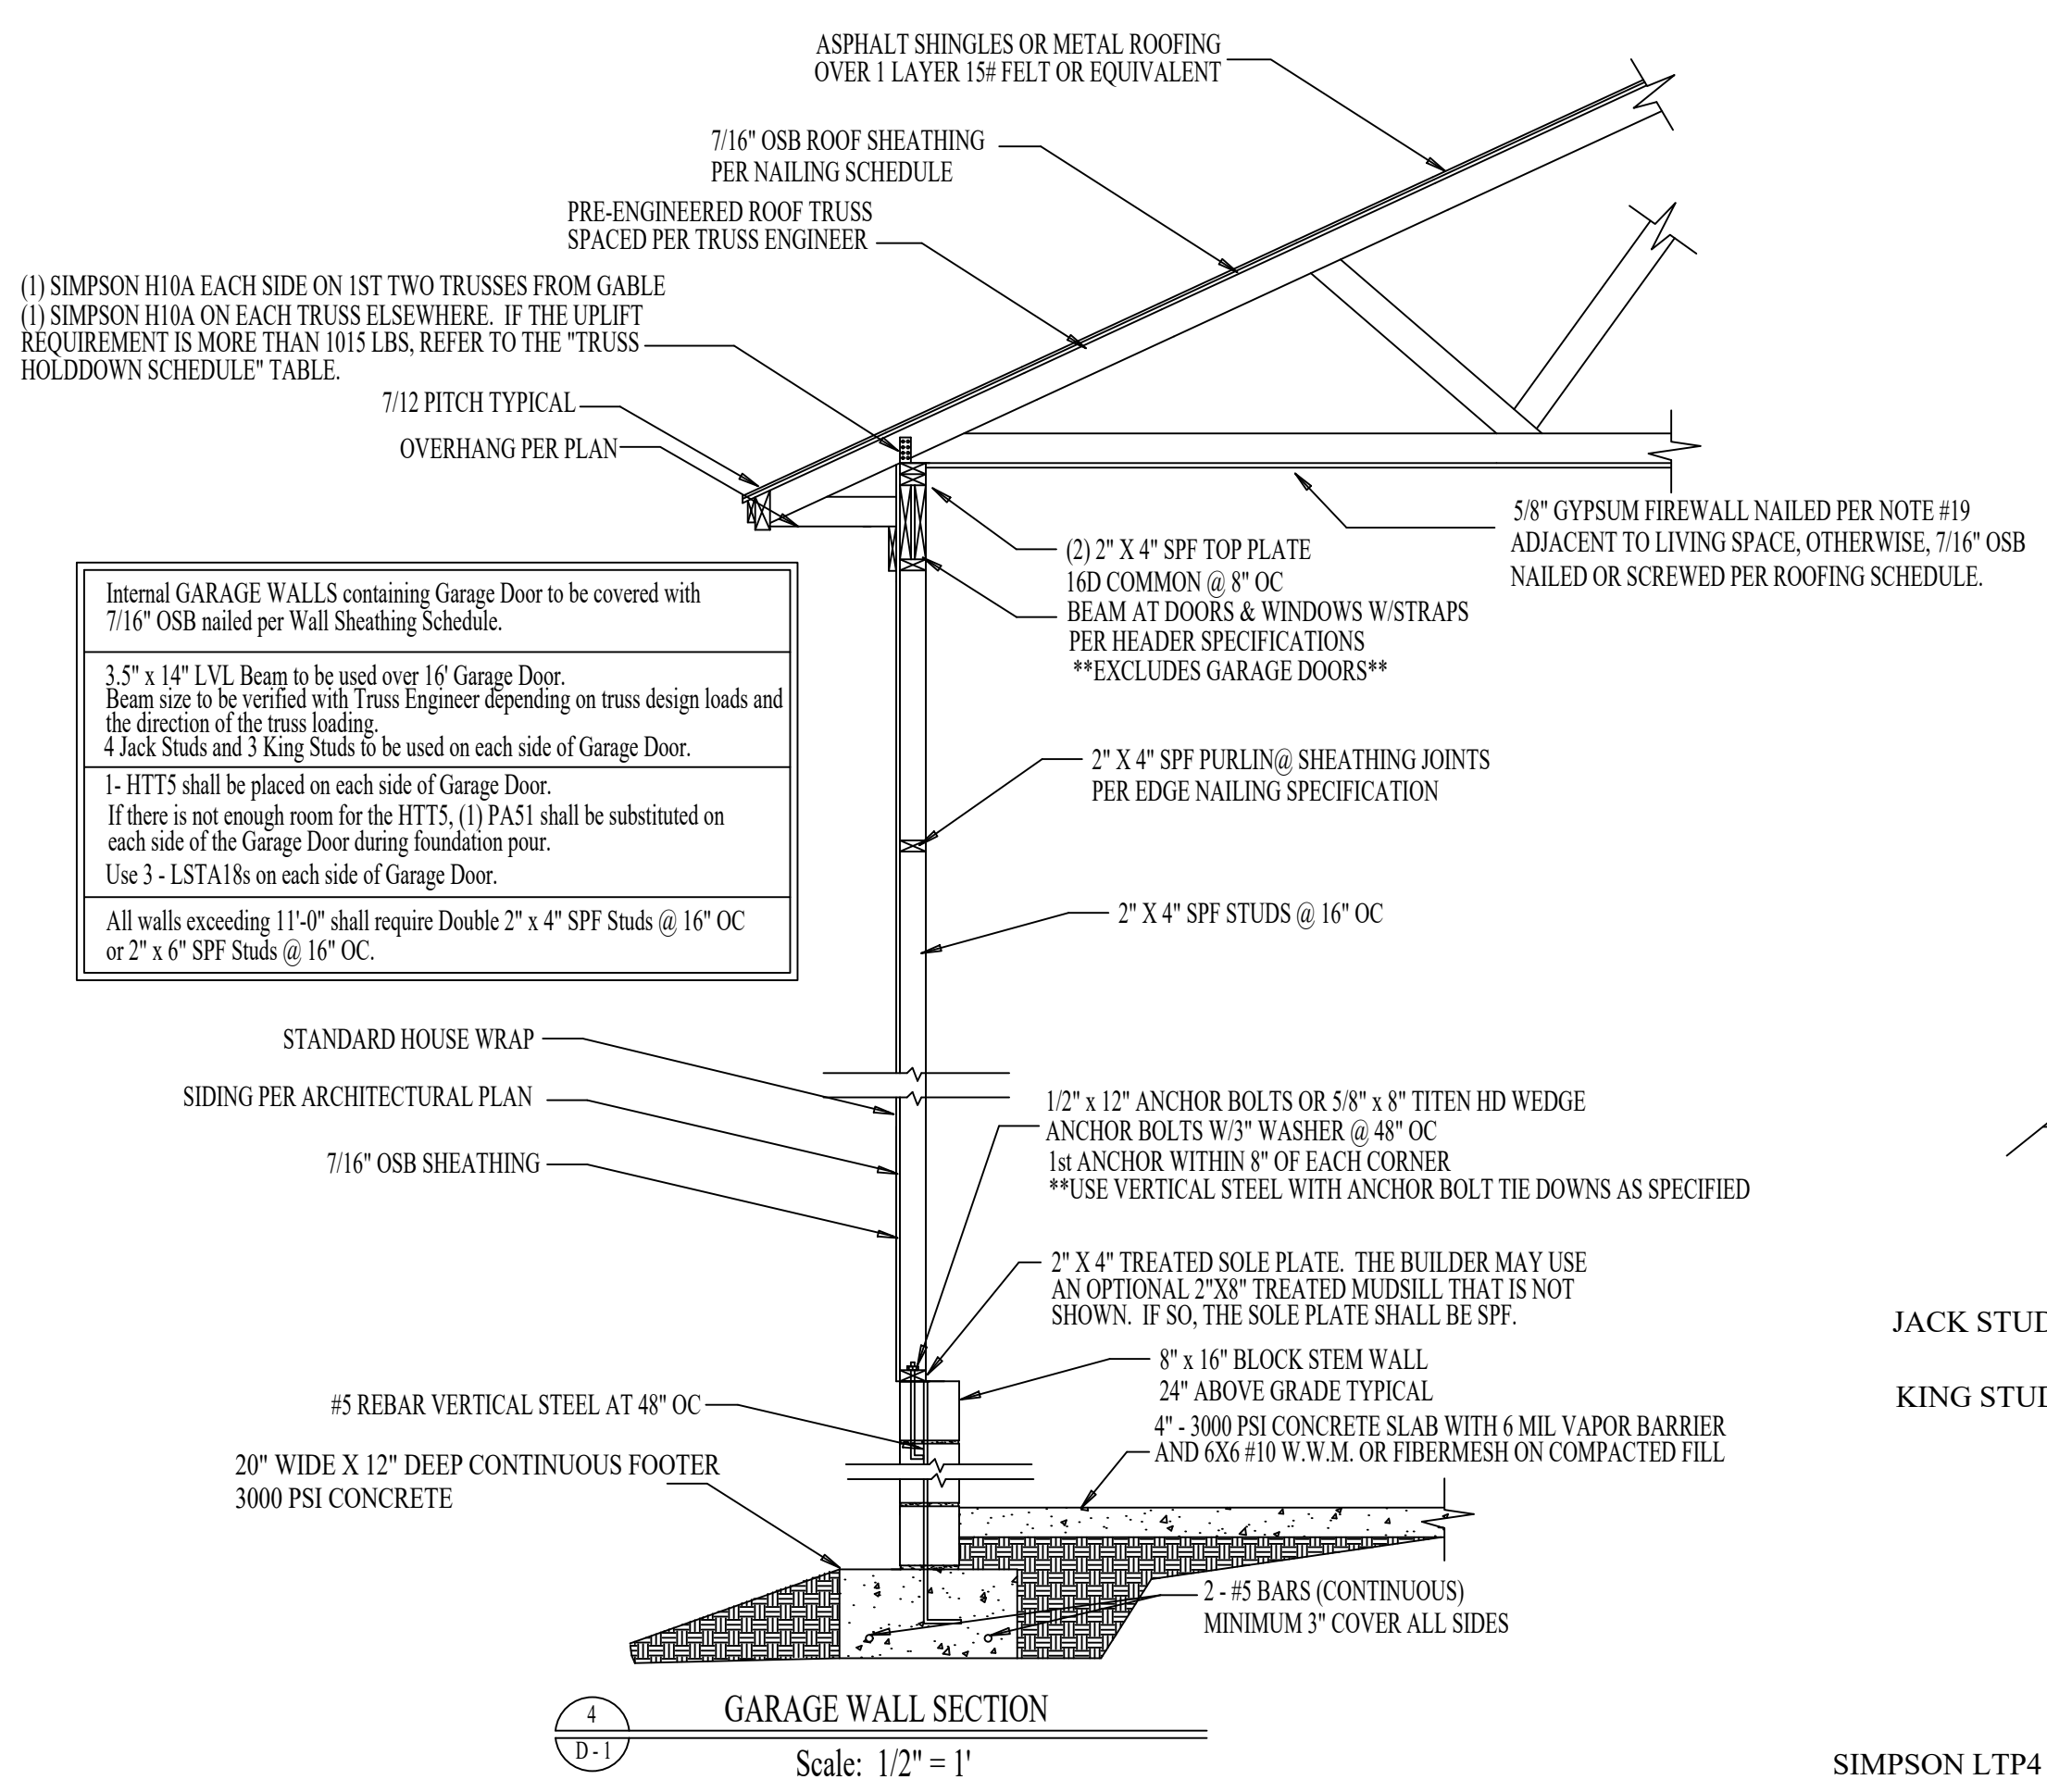 ASPHALT SHINGLES OR METAL ROOFING
OVER 1 LAYER 15# FELT OR EQUIVALENT
7/16" OSB ROOF SHEATHING
PER NAILING SCHEDULE
PRE-ENGINEERED ROOF TRUSS
SPACED PER TRUSS ENGINEER
(1) SIMPSON H10A EACH SIDE ON 1ST TWO TRUSSES FROM GABLE
(1) SIMPSON H10A ON EACH TRUSS ELSEWHERE. IF THE UPLIFT
REQUIREMENT IS MORE THAN 1015 LBS, REFER TO THE "TRUSS
HOLDDOWN SCHEDULE" TABLE.
7/12 PITCH TYPICAL
OVERHANG PER PLAN
5/8" GYPSUM FIREWALL NAILED PER NOTE #19
ADJACENT TO LIVING SPACE, OTHERWISE, 7/16" OSB
NAILED OR SCREWED PER ROOFING SCHEDULE.
(2) 2" X 4" SPF TOP PLATE
16D COMMON @ 8" OC
BEAM AT DOORS & WINDOWS W/STRAPS
PER HEADER SPECIFICATIONS
**EXCLUDES GARAGE DOORS**
Internal GARAGE WALLS containing Garage Door to be covered with
7/16" OSB nailed per Wall Sheathing Schedule.
3.5" x 14" LVL Beam to be used over 16' Garage Door.
Beam size to be verified with Truss Engineer depending on truss design loads and
the direction of the truss loading.
4 Jack Studs and 3 King Studs to be used on each side of Garage Door.
1- HTT5 shall be placed on each side of Garage Door.
If there is not enough room for the HTT5, (1) PA51 shall be substituted on
each side of the Garage Door during foundation pour.
Use 3 - LSTA18s on each side of Garage Door.
All walls exceeding 11'-0" shall require Double 2" x 4" SPF Studs @ 16" OC
or 2" x 6" SPF Studs @ 16" OC.
2" X 4" SPF PURLIN@ SHEATHING JOINTS
PER EDGE NAILING SPECIFICATION
2" X 4" SPF STUDS @ 16" OC
STANDARD HOUSE WRAP
SIDING PER ARCHITECTURAL PLAN
7/16" OSB SHEATHING
1/2" x 12" ANCHOR BOLTS OR 5/8" x 8" TITEN HD WEDGE
ANCHOR BOLTS W/3" WASHER @ 48" OC
1st ANCHOR WITHIN 8" OF EACH CORNER
**USE VERTICAL STEEL WITH ANCHOR BOLT TIE DOWNS AS SPECIFIED
2" X 4" TREATED SOLE PLATE. THE BUILDER MAY USE
AN OPTIONAL 2"X8" TREATED MUDSILL THAT IS NOT
SHOWN. IF SO, THE SOLE PLATE SHALL BE SPF.
8" x 16" BLOCK STEM WALL
24" ABOVE GRADE TYPICAL
4" - 3000 PSI CONCRETE SLAB WITH 6 MIL VAPOR BARRIER
AND 6X6 #10 W.W.M. OR FIBERMESH ON COMPACTED FILL
#5 REBAR VERTICAL STEEL AT 48" OC
20" WIDE X 12" DEEP CONTINUOUS FOOTER
3000 PSI CONCRETE
2 - #5 BARS (CONTINUOUS)
MINIMUM 3" COVER ALL SIDES
JACK STUD
KING STUD
4
D - 1
GARAGE WALL SECTION
Scale: 1/2" = 1'
SIMPSON LTP4